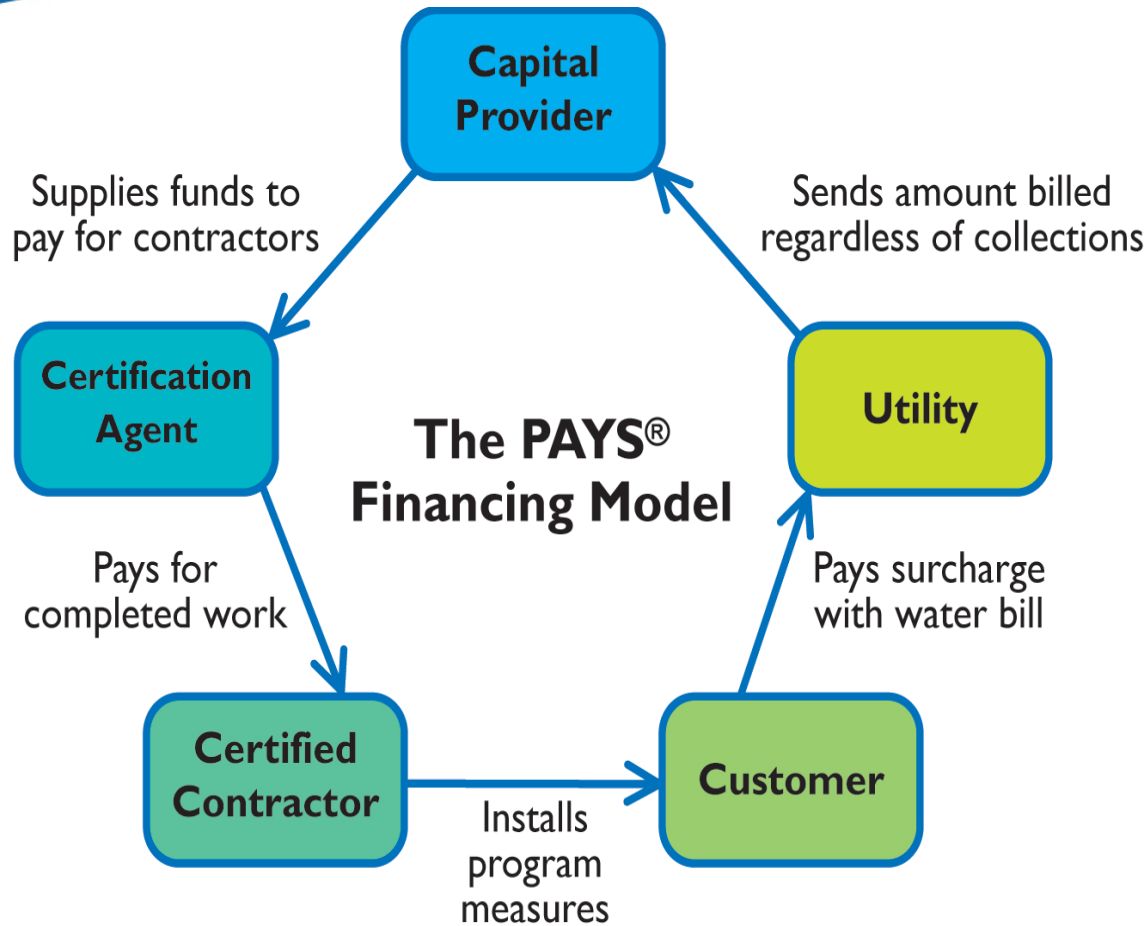 Capital
Provider
Supplies funds to
pay for contractors
Sends amount billed
regardless of collections
Certification
Agent
The PAYS®
Financing Model
Utility
Pays for
completed work
Pays surcharge
with water bill
Certified
Contractor
Installs
program
measures
Customer